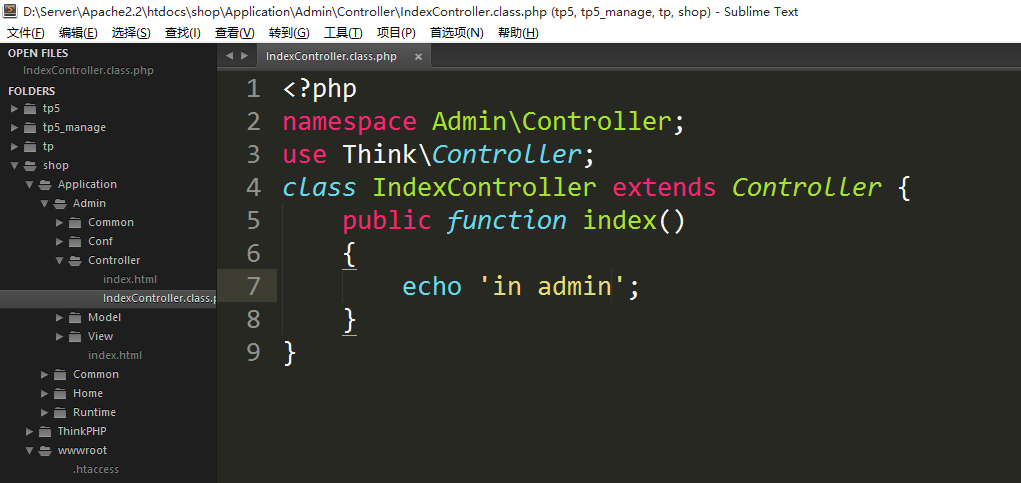 D:\Server\Apache2.2\htdocs\shop\Application\Admin\Controller\IndexController.class.php (tp5, tp5_manage, tp, shop) - Sublime Text
文件(F) 编辑(E) 选择(S) 查找(I) 查看(V) 转到(G) 工具(T) 项目(P) 首选项(N) 帮助(H)
OPEN FILES
IndexController.class.php
FOLDERS
tp5
tp5_manage
tp
shop
Application
Admin
Common
Conf
Controller
index.html
IndexController.class.p
Model
View
index.html
Common
Home
Runtime
ThinkPHP
wwwroot
.htaccess
IndexController.class.php ×
1 <?php
2 namespace Admin\Controller;
3 use Think\Controller;
4 class IndexController extends Controller {
5 public function index()
6 {
7 echo 'in admin';
8 }
9 }